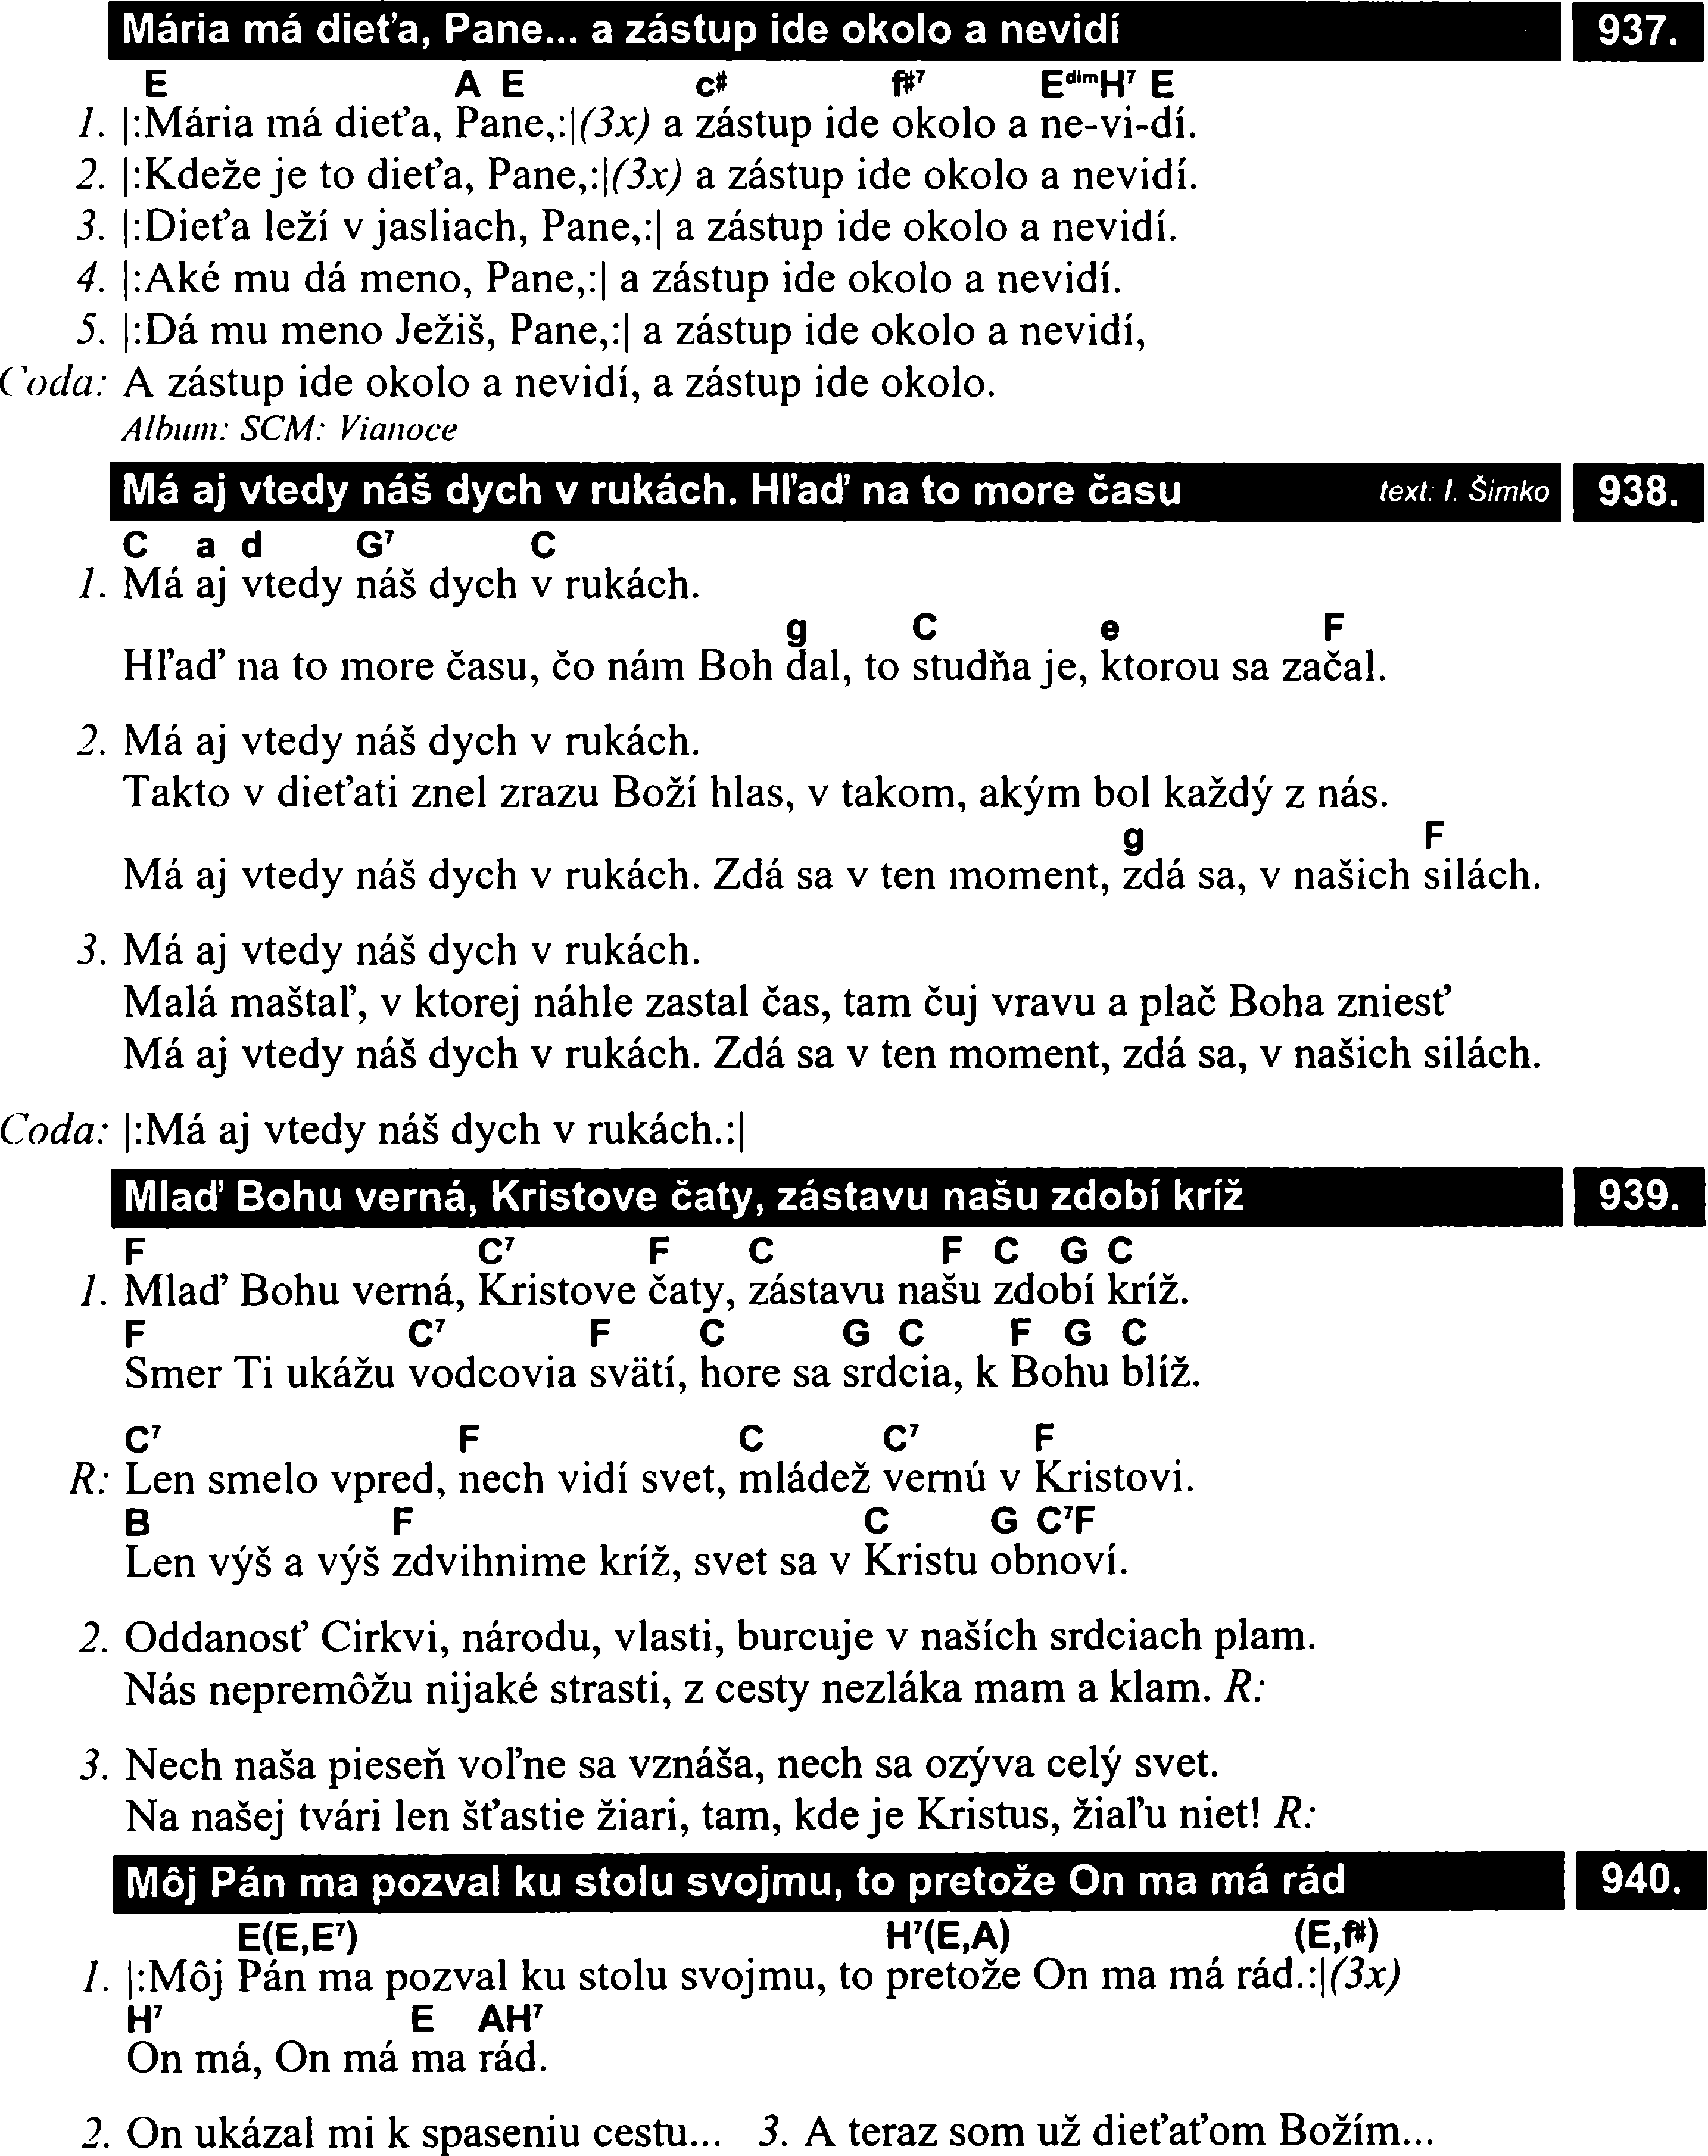 Mária má dieťa, Pane... a zástup ide okolo a nevidí 937.
E A E c# f#7 Edim H7 E
1. |:Mária má dieťa, Pane,:|(3x) a zástup ide okolo a ne-vi-dí.
2. |:Kdeže je to dieťa, Pane,:|(3x) a zástup ide okolo a nevidí.
3. |:Dieťa leží v jasliach, Pane,:| a zástup ide okolo a nevidí.
4. |:Aké mu dá meno, Pane,:| a zástup ide okolo a nevidí.
5. |:Dá mu meno Ježiš, Pane,:| a zástup ide okolo a nevidí,
Coda: A zástup ide okolo a nevidí, a zástup ide okolo.
Album: SCM: Vianoce
Má aj vtedy náš dych v rukách. Hľaď na to more času text: I. Šimko 938.
C a d G7 C
1. Má aj vtedy náš dych v rukách.
g C e F
Hľaď na to more času, čo nám Boh dal, to studňa je, ktorou sa začal.
2. Má aj vtedy náš dych v rukách.
Takto v dieťati znel zrazu Boží hlas, v takom, akým bol každý z nás.
g F
Má aj vtedy náš dych v rukách. Zdá sa v ten moment, zdá sa, v našich silách.
3. Má aj vtedy náš dych v rukách.
Malá maštaľ, v ktorej náhle zastal čas, tam čuj vravu a plač Boha zniesť
Má aj vtedy náš dych v rukách. Zdá sa v ten moment, zdá sa, v našich silách.
Coda: |:Má aj vtedy náš dych v rukách.:|
Mlaď Bohu verná, Kristove čaty, zástavu našu zdobí kríž 939.
F C7 F C F C G C
1. Mlaď Bohu verná, Kristove čaty, zástavu našu zdobí kríž.
F C7 F C G C F G C
Smer Ti ukážu vodcovia svätí, hore sa srdcia, k Bohu blíž.
C7 F C C7 F
R: Len smelo vpred, nech vidí svet, mládež vernú v Kristovi.
B F C G C7F
Len výš a výš zdvihnime kríž, svet sa v Kristu obnoví.
2. Oddanosť Cirkvi, národu, vlasti, burcuje v naších srdciach plam.
Nás nepremôžu nijaké strasti, z cesty nezláka mam a klam. R:
3. Nech naša pieseň voľne sa vznáša, nech sa ozýva celý svet.
Na našej tvári len šťastie žiari, tam, kde je Kristus, žiaľu niet! R:
Môj Pán ma pozval ku stolu svojmu, to pretože On ma má rád 940.
E(E,E7) H7(E,A) (E,f#)
1. |:Môj Pán ma pozval ku stolu svojmu, to pretože On ma má rád.:|(3x)
H7 E AH7
On má, On má ma rád.
2. On ukázal mi k spaseniu cestu... 3. A teraz som už dieťaťom Božím...